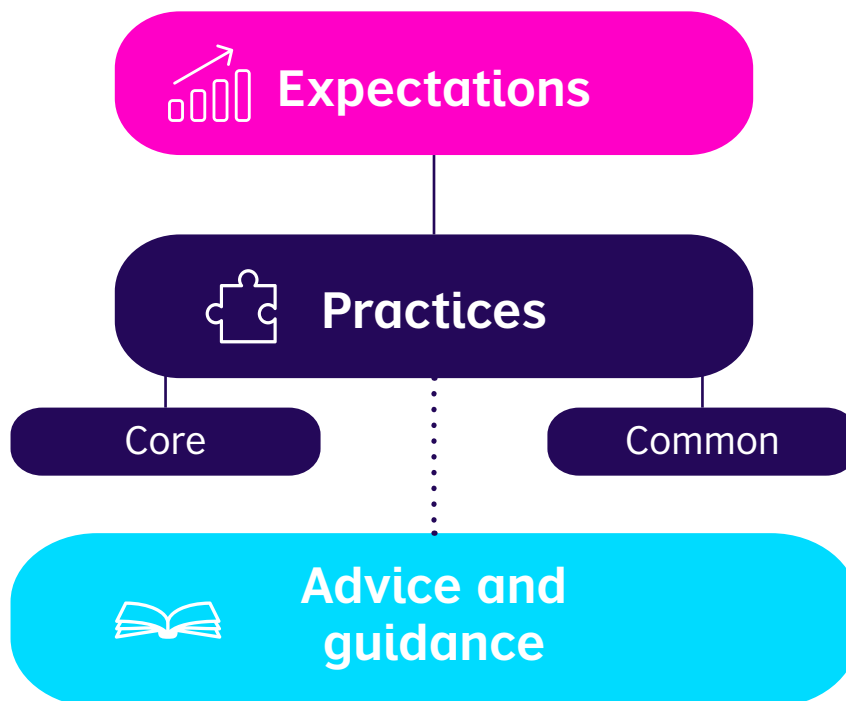 Expectations
Practices
Core
Common
Advice and
guidance